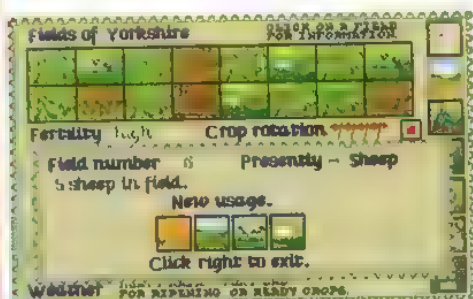 Fields of Yorkshire
CLICK ON A FIELD
FOR INFORMATION
Fertility high Crop rotation
Field number 6 Presently - Sheep
5 sheep in field.
New usage.
Click right to exit.
Weather
FOR RIPENING OR READY CROPS.